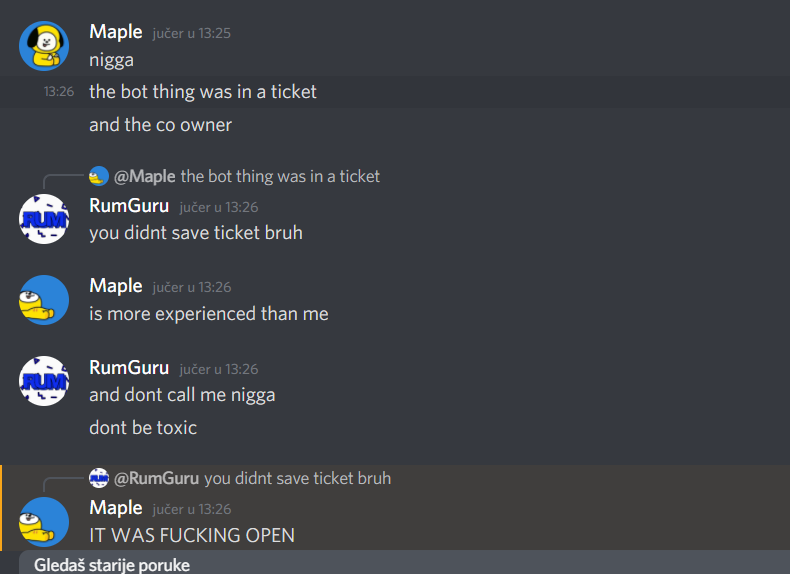 Maple jučer u 13:25
nigga
13:26 the bot thing was in a ticket
and the co owner
@Maple the bot thing was in a ticket
RUM
RumGuru jučer u 13:26
you didnt save ticket bruh
Maple jučer u 13:26
is more experienced than me
RUM
RumGuru jučer u 13:26
and dont call me nigga
dont be toxic
@RumGuru you didnt save ticket bruh
Maple jučer u 13:26
IT WAS FUCKING OPEN
Gledaš starije poruke